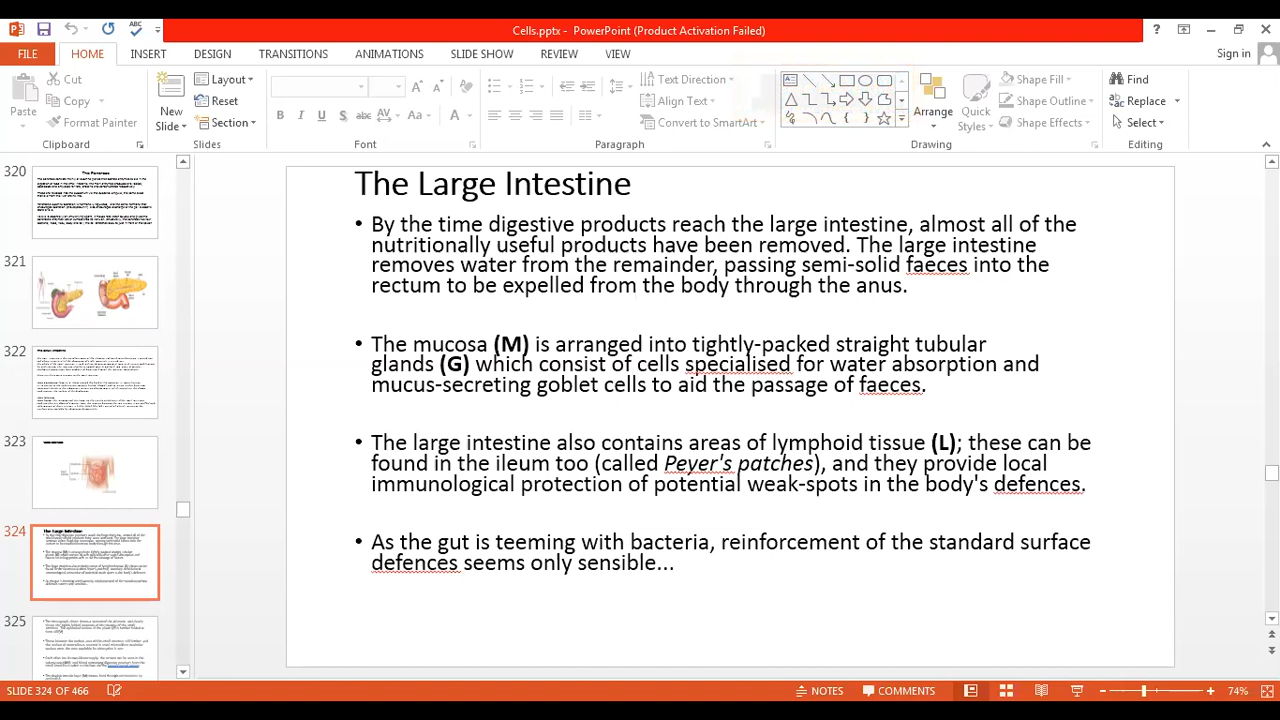 ABC
Cells.pptx - PowerPoint (Product Activation Failed)
?
FILE HOME INSERT DESIGN TRANSITIONS ANIMATIONS SLIDE SHOW REVIEW VIEW Sign in
Paste Cut Copy Format Painter
New Slide Layout Reset Section
I U S abc AV Aa A
Text Direction Align Text Convert to SmartArt
Arrange Quick Styles Shape Fill Shape Outline Shape Effects
Find Replace Select
Clipboard Slides Font Paragraph Drawing Editing
320
The Pancreas
321
322
323
324
The Large Intestine
325
The Large Intestine
• By the time digestive products reach the large intestine, almost all of the
nutritionally useful products have been removed. The large intestine
removes water from the remainder, passing semi-solid faeces into the
rectum to be expelled from the body through the anus.
• The mucosa (M) is arranged into tightly-packed straight tubular
glands (G) which consist of cells specialised for water absorption and
mucus-secreting goblet cells to aid the passage of faeces.
• The large intestine also contains areas of lymphoid tissue (L); these can be
found in the ileum too (called Peyer's patches), and they provide local
immunological protection of potential weak-spots in the body's defences.
• As the gut is teeming with bacteria, reinforcement of the standard surface
defences seems only sensible...
SLIDE 324 OF 466 NOTES COMMENTS 74%